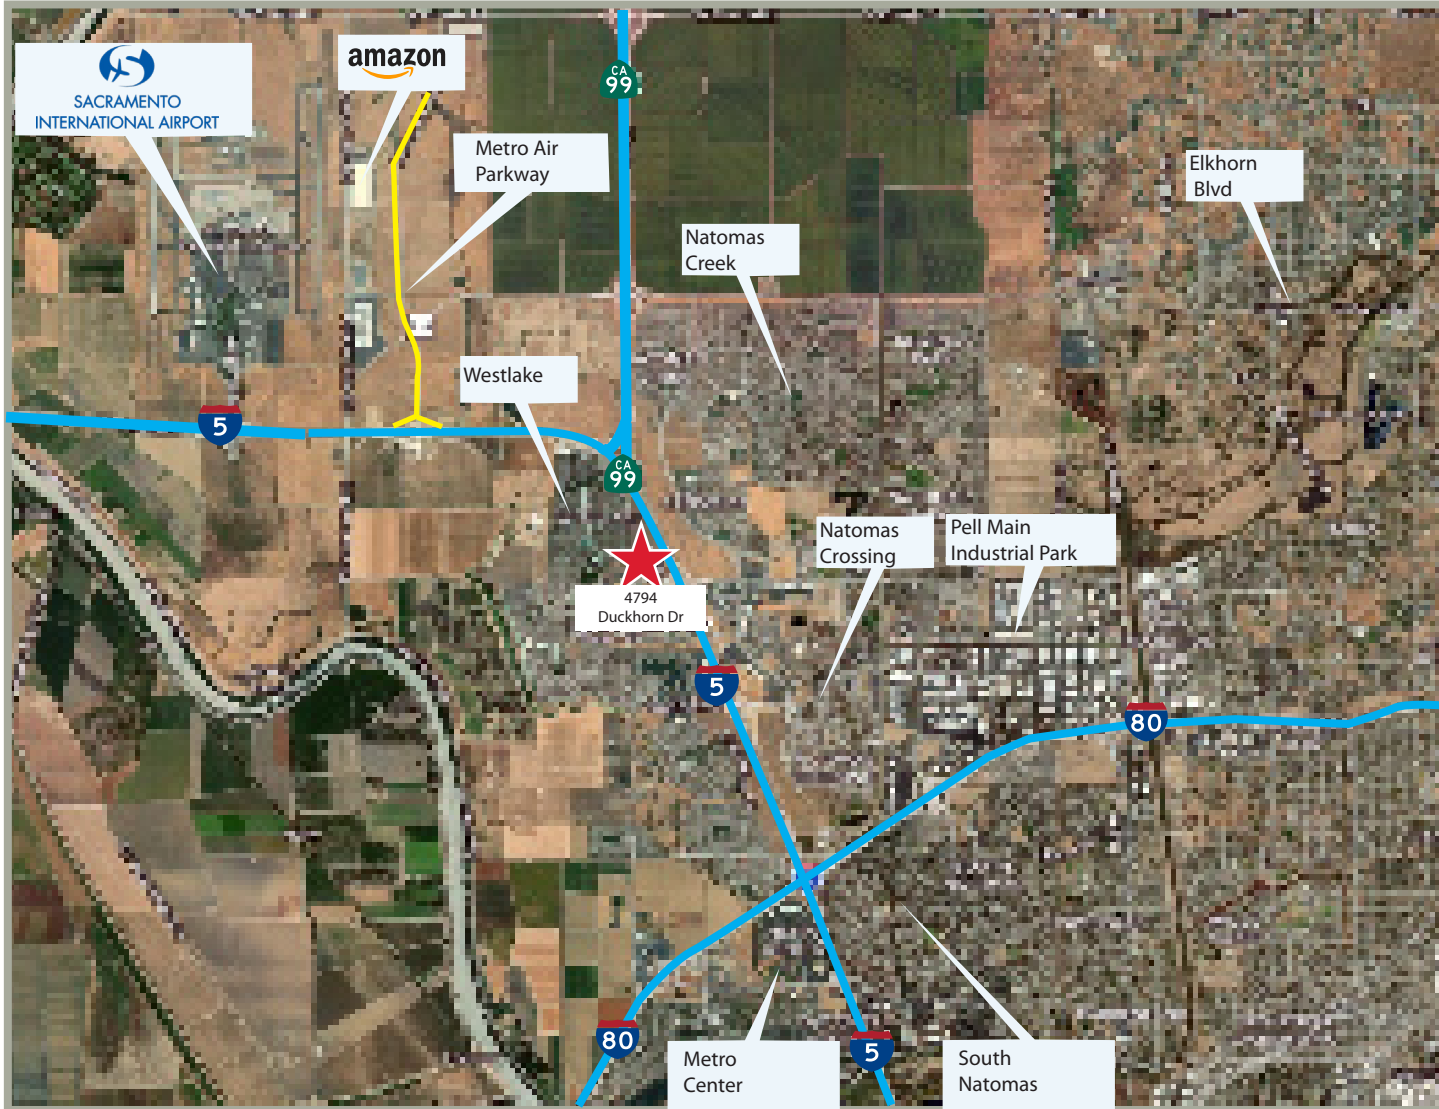 SACRAMENTO
INTERNATIONAL AIRPORT
amazon
CA
99
Metro Air
Parkway
Elkhorn
Blvd
Natomas
Creek
Westlake
5
CA
99
Natomas
Crossing
Pell Main
Industrial Park
4794
Duckhorn Dr
5
80
80
5
Metro
Center
South
Natomas